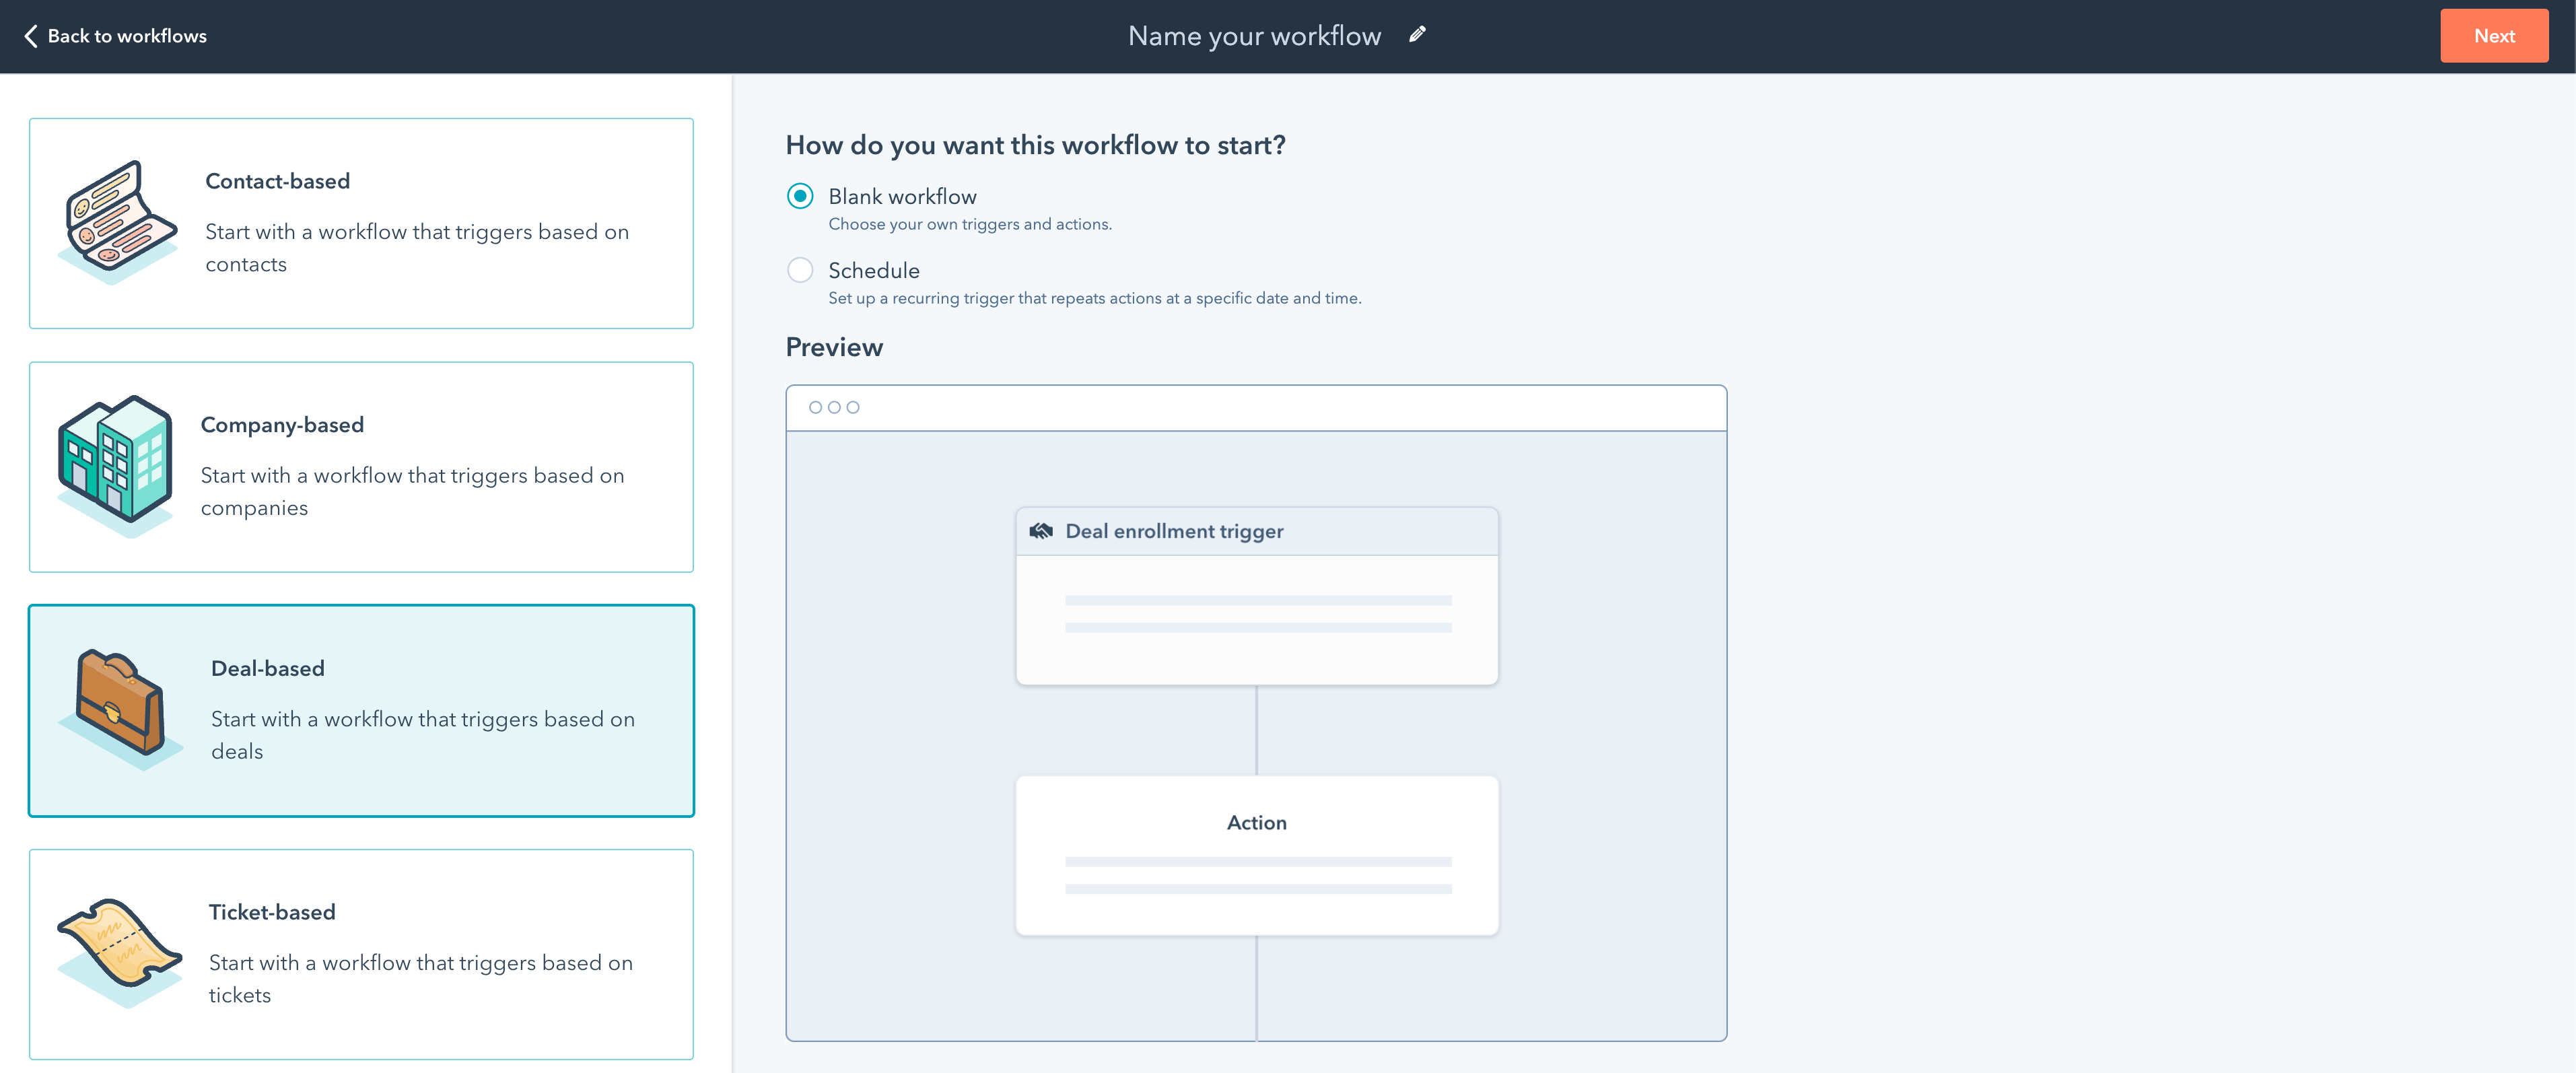 Back to workflows
Name your workflow
Next
Contact-based
Start with a workflow that triggers based on
contacts
Company-based
Start with a workflow that triggers based on
companies
Deal-based
Start with a workflow that triggers based on
deals
Ticket-based
Start with a workflow that triggers based on
tickets
How do you want this workflow to start?
Blank workflow
Choose your own triggers and actions.
Schedule
Set up a recurring trigger that repeats actions at a specific date and time.
Preview
Deal enrollment trigger
Action